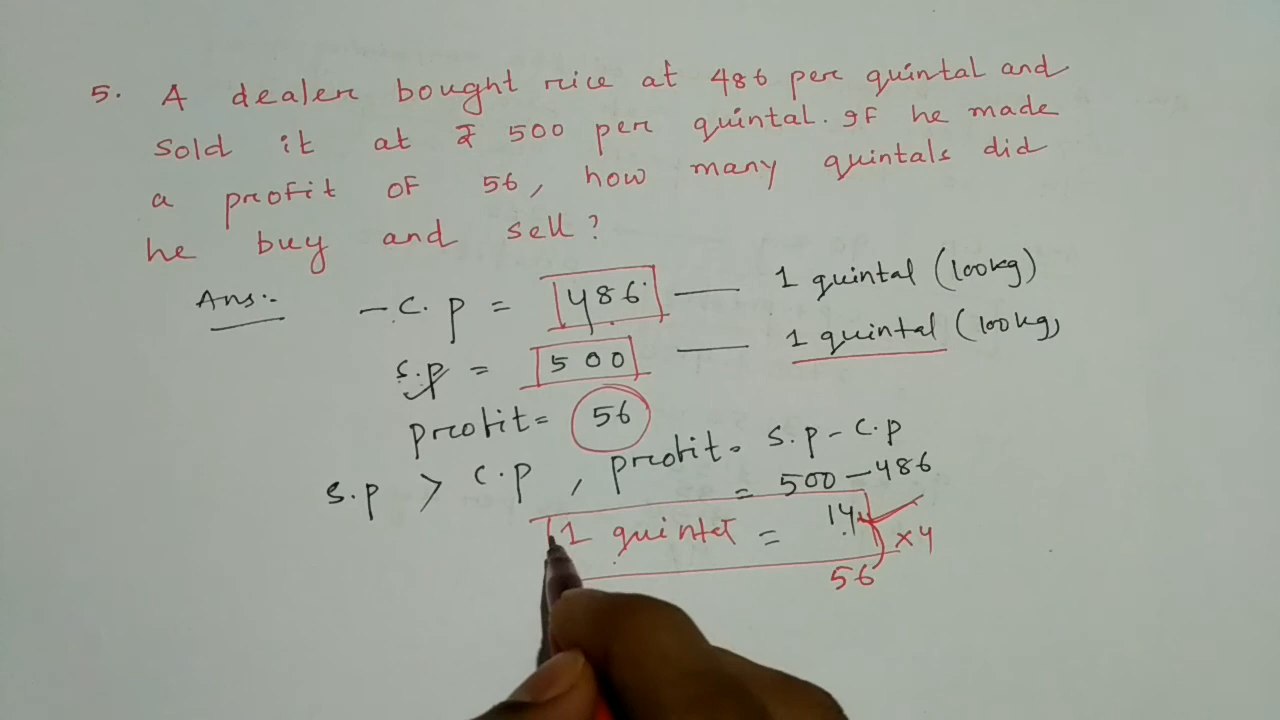 5. A dealer bought rice at 486 per quintal and
sold it at ₹ 500 per quintal. If he made
a profit of 56, how many quintals did
he buy and sell?
Ans:- - C.P = 486 — 1 quintal (100kg)
S.P = 500 — 1 quintal (100kg)
profit = 56
S.P > C.P , profit = S.P - C.P
= 500 - 486
1 quintal = 14 x4
56